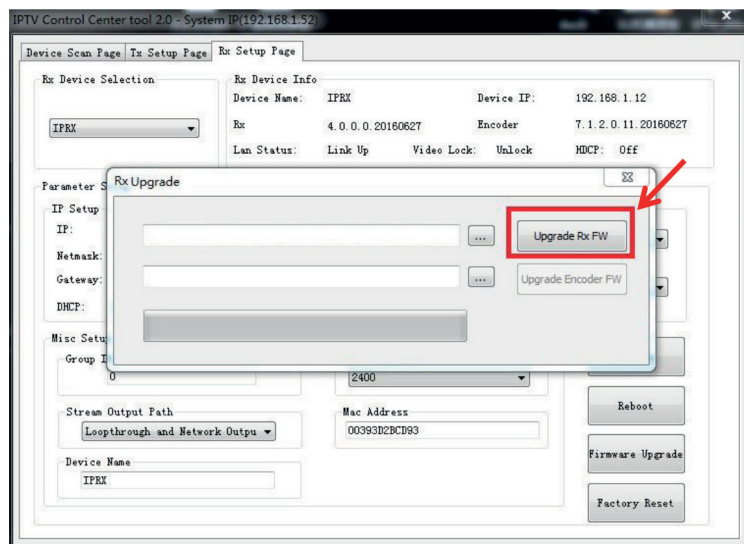 IPTV Control Center tool 2.0 - System IP(192.168.1.52)
Device Scan Page Tx Setup Page Rx Setup Page
Rx Device Selection
IPRX
Rx Device Info
Device Name: IPRX Device IP: 192.168.1.12
Rx 4.0.0.0.20160627 Encoder 7.1.2.0.11.20160627
Lan Status: Link Up Video Lock: Unlock HDCP: Off
Parameter S
Rx Upgrade
IP Setup
IP:
... Upgrade Rx FW
Netmask:
Gateway:
... Upgrade Encoder FW
DHCP:
Misc Setu
Group I
0
2400
Stream Output Path
Loopthrough and Network Outpu
Mac Address
00393D2BCD93
Device Name
IPRX
Reboot
Firmware Upgrade
Factory Reset